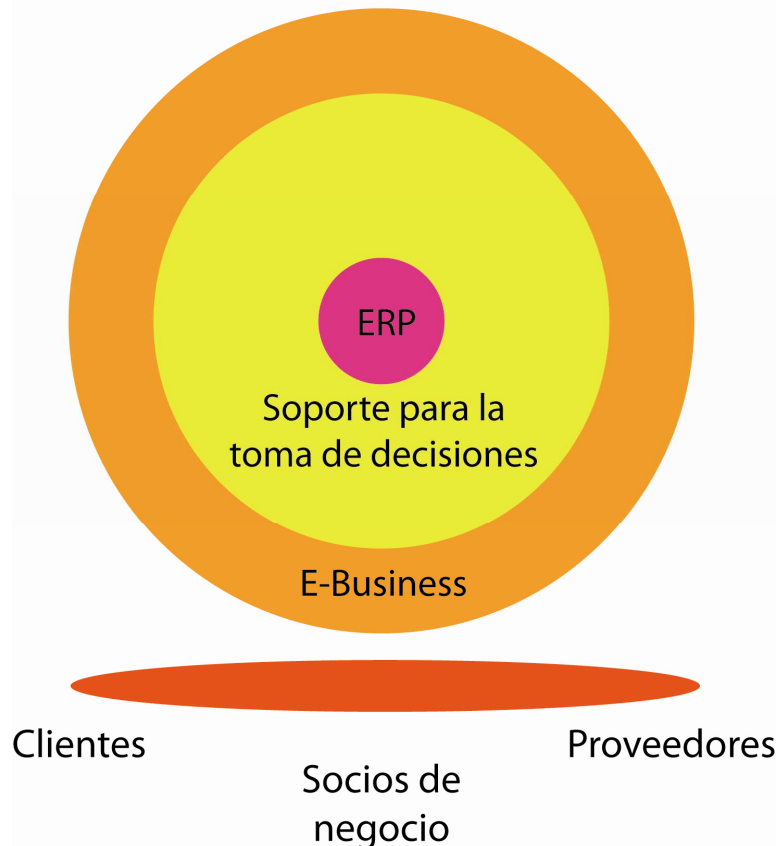 ERP
Soporte para la
toma de decisiones
E-Business
Clientes
Proveedores
Socios de
negocio